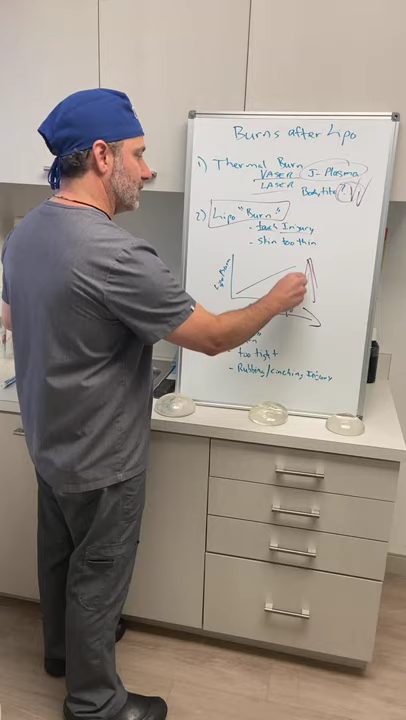 Burns after Lipo
1) Thermal Burn
- VASER J-Plasma
- LASER Bodytite ?
2) Lipo "Burn"
- touch Injury
- skin too thin
- too tight
- Rubbing/cinching Injury